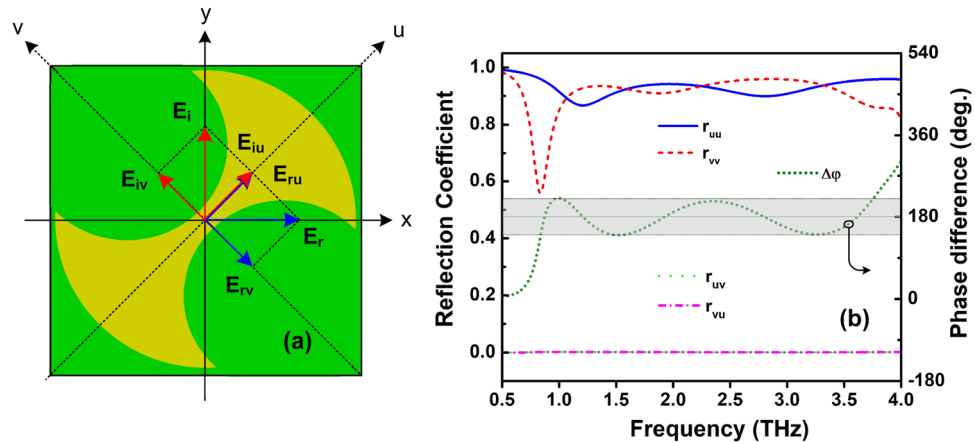 v
y
u
E_i
E_iu
E_iv
E_ru
x
E_r
E_rv
(a)
1.0
0.8
0.6
0.4
0.2
0.0
Reflection Coefficient
r_uu
r_vv
Δφ
r_uv
r_vu
(b)
540
360
180
0
-180
Phase difference (deg.)
0.5 1.0 1.5 2.0 2.5 3.0 3.5 4.0
Frequency (THz)